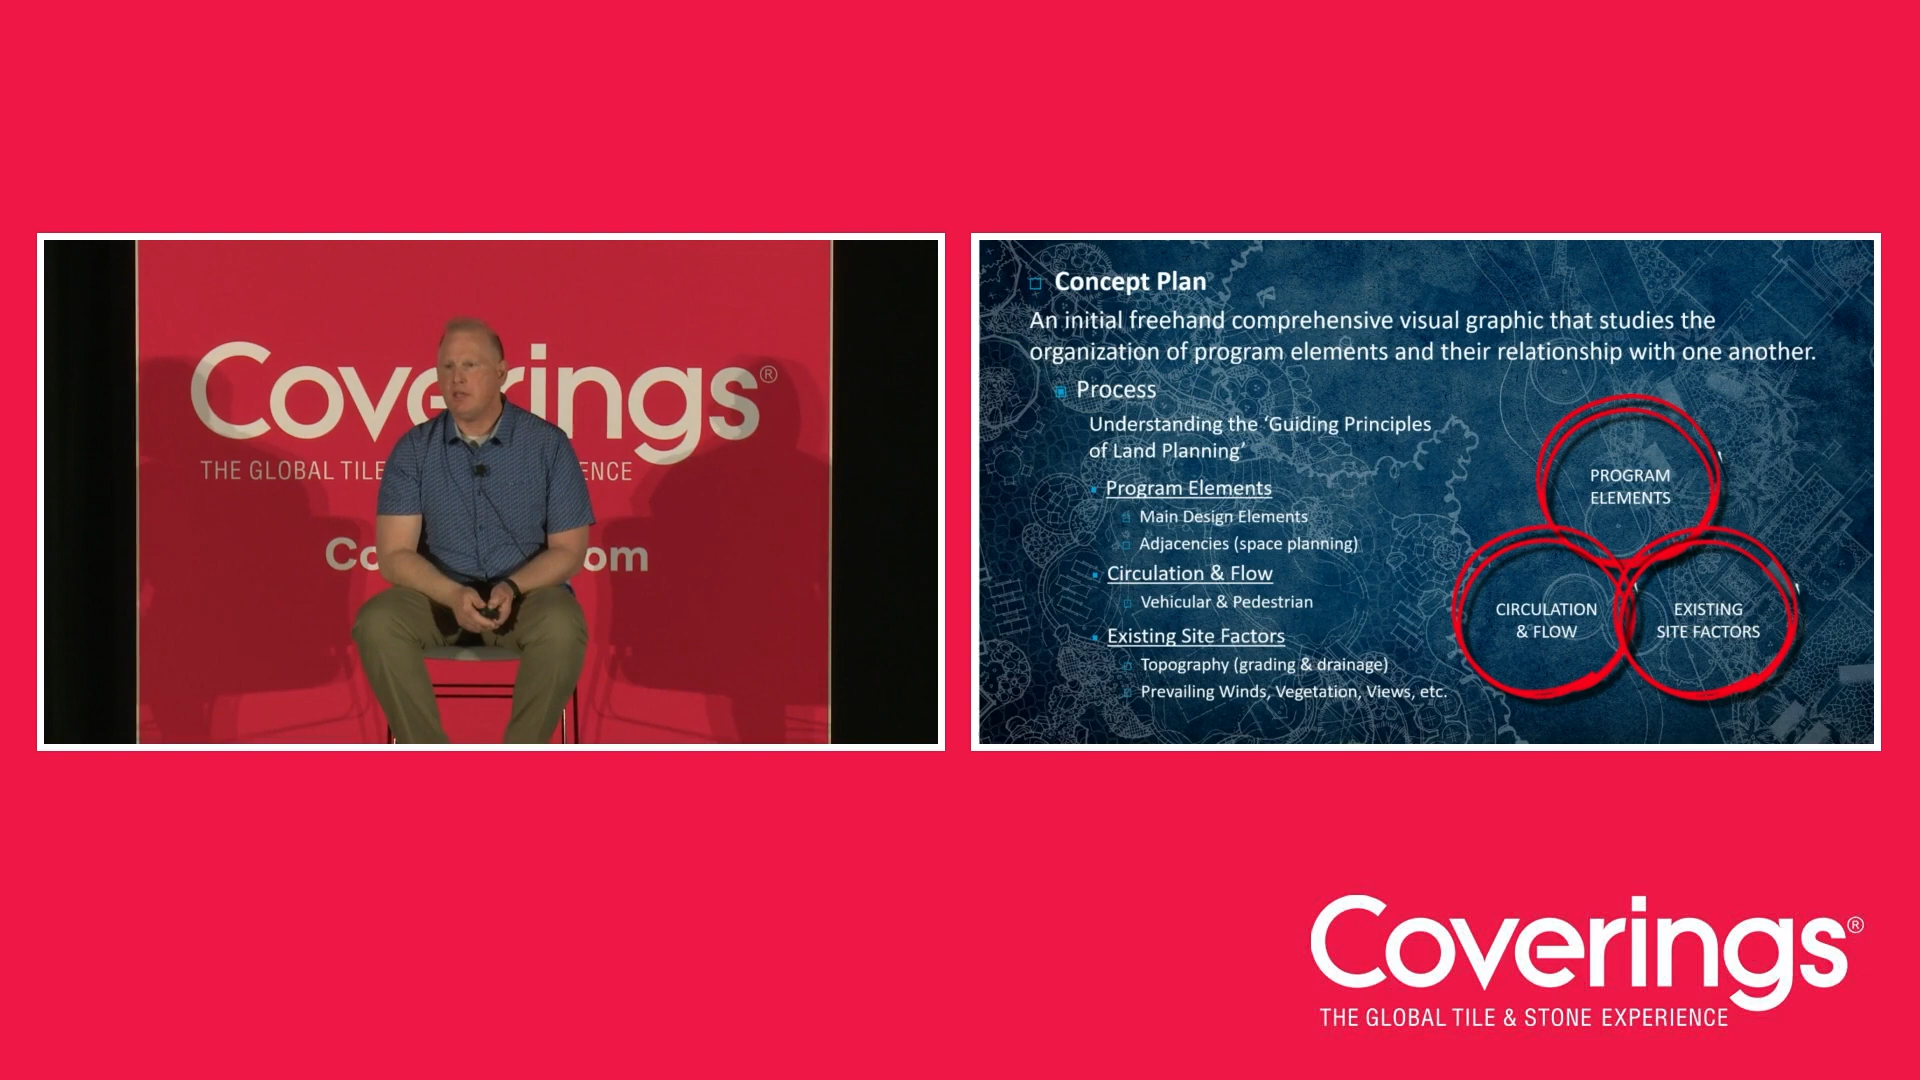 Coverings®
THE GLOBAL TILE ENCE
Co om
Concept Plan
An initial freehand comprehensive visual graphic that studies the
organization of program elements and their relationship with one another.
Process
Understanding the ‘Guiding Principles
of Land Planning’
Program Elements
Main Design Elements
Adjacencies (space planning)
Circulation & Flow
Vehicular & Pedestrian
Existing Site Factors
Topography (grading & drainage)
Prevailing Winds, Vegetation, Views, etc.
PROGRAM
ELEMENTS
CIRCULATION
& FLOW
EXISTING
SITE FACTORS
Coverings®
THE GLOBAL TILE & STONE EXPERIENCE